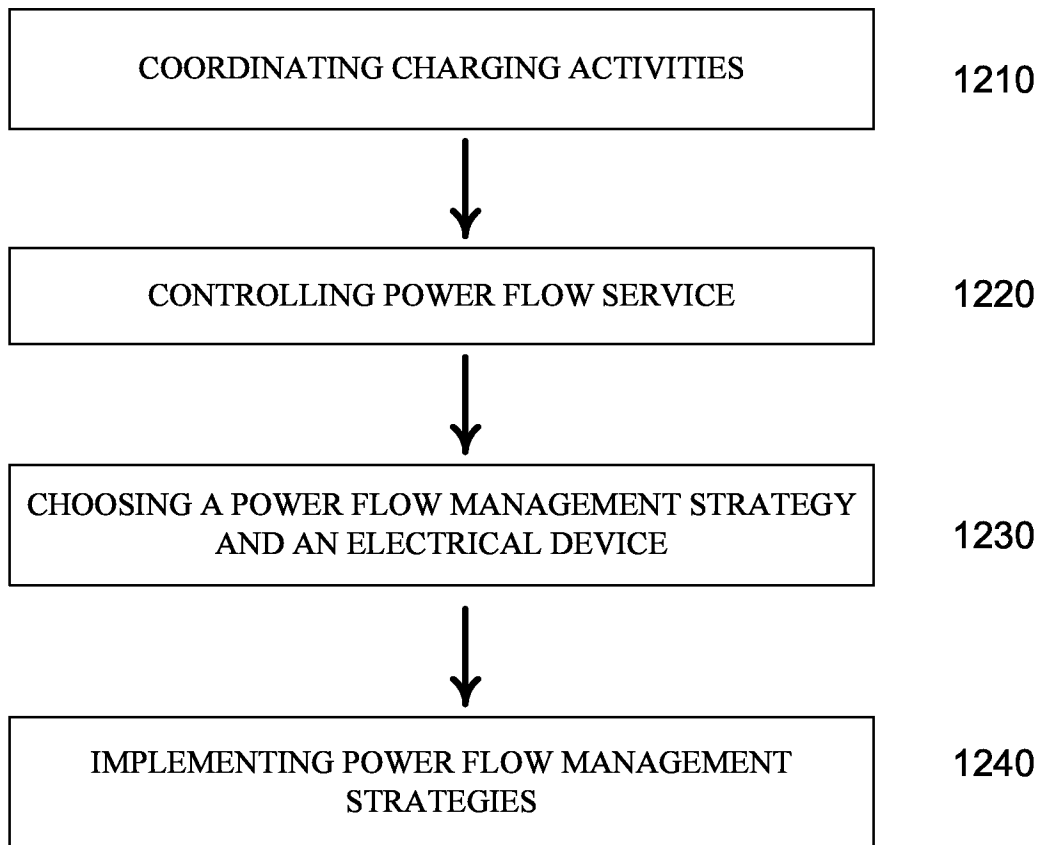 COORDINATING CHARGING ACTIVITIES
1210
CONTROLLING POWER FLOW SERVICE
1220
CHOOSING A POWER FLOW MANAGEMENT STRATEGY
AND AN ELECTRICAL DEVICE
1230
IMPLEMENTING POWER FLOW MANAGEMENT
STRATEGIES
1240